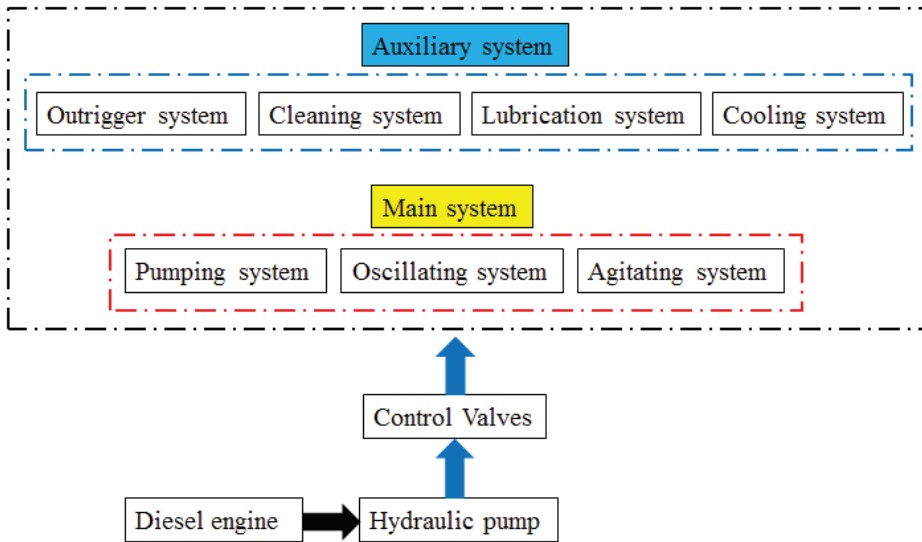 Auxiliary system
Outrigger system
Cleaning system
Lubrication system
Cooling system
Main system
Pumping system
Oscillating system
Agitating system
Control Valves
Diesel engine
Hydraulic pump